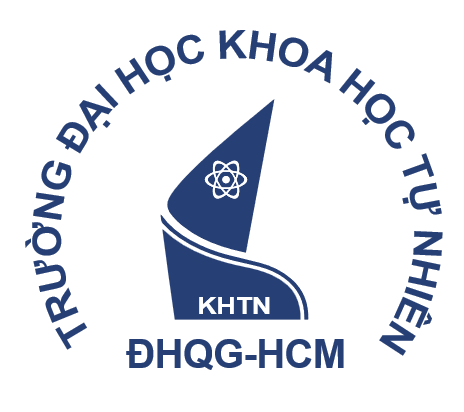 TRƯỜNG ĐẠI HỌC KHOA HỌC TỰ NHIÊN
KHTN
ĐHQG-HCM